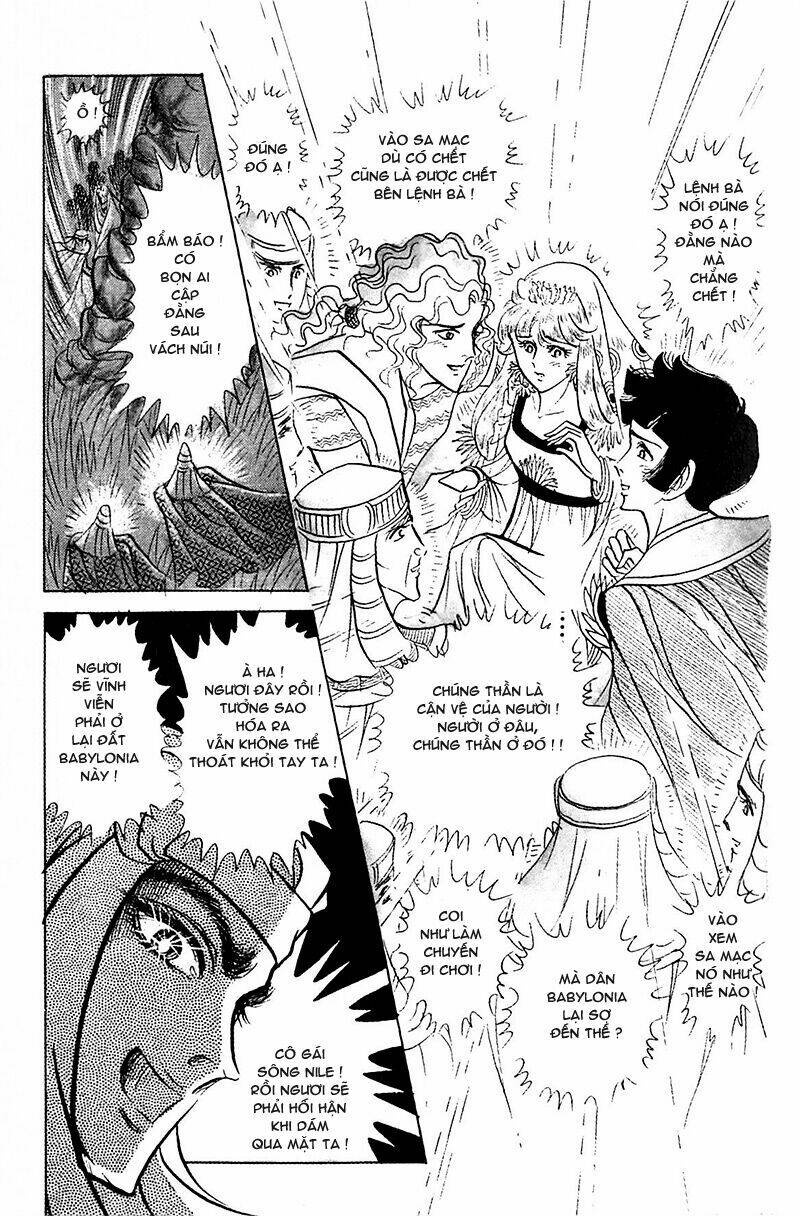 LỆNH BÀ
NÓI ĐÚNG
ĐÓ Ạ !
ĐẰNG NÀO
MÀ
CHẲNG
CHẾT !
VÀO SA MẠC
DÙ CÓ CHẾT
CŨNG LÀ ĐƯỢC CHẾT
BÊN LỆNH BÀ !
ĐÚNG
ĐÓ Ạ !
...
CHÚNG THẦN LÀ
CẬN VỆ CỦA NGƯỜI !
NGƯỜI Ở ĐÂU,
CHÚNG THẦN Ở ĐÓ ! !
VÀO
XEM
SA MẠC
NÓ NHƯ
THẾ NÀO !
MÀ DÂN
BABYLONIA
LẠI SỢ
ĐẾN THẾ ?
COI
NHƯ LÀM
CHUYẾN
ĐI CHƠI !
Ồ !
BẨM BÁO !
CÓ
BỌN AI
CẬP
ĐẰNG
SAU
VÁCH NÚI !
À HA !
NGƯƠI ĐÂY RỒI !
TƯỞNG SAO
HÓA RA
VẪN KHÔNG THỂ
THOÁT KHỎI TAY TA !
NGƯƠI
SẼ VĨNH
VIỄN
PHẢI Ở
LẠI ĐẤT
BABYLONIA
NÀY !
CÔ GÁI
SÔNG NILE !
RỒI NGƯƠI SẼ
PHẢI HỐI HẬN
KHI DÁM
QUA MẶT TA !